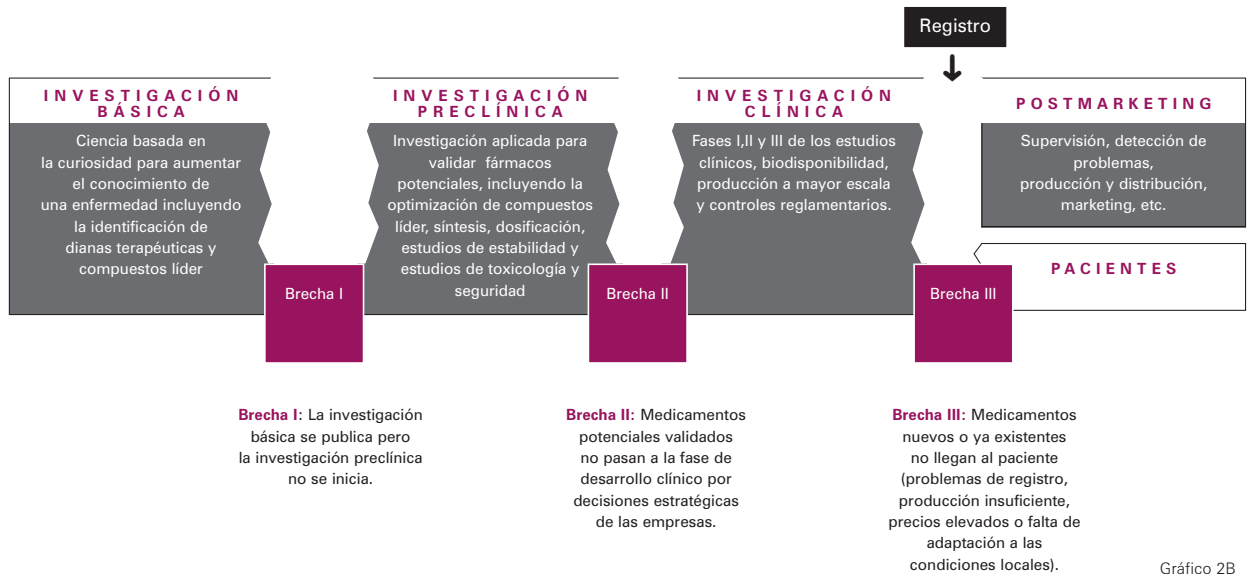 Registro
INVESTIGACIÓN
BÁSICA
Ciencia basada en
la curiosidad para aumentar
el conocimiento de
una enfermedad incluyendo
la identificación de
dianas terapéuticas y
compuestos líder
INVESTIGACIÓN
PRECLÍNICA
Investigación aplicada para
validar fármacos
potenciales, incluyendo la
optimización de compuestos
líder, síntesis, dosificación,
estudios de estabilidad y
estudios de toxicología y
seguridad
INVESTIGACIÓN
CLÍNICA
Fases I,II y III de los estudios
clínicos, biodisponibilidad,
producción a mayor escala
y controles reglamentarios.
POSTMARKETING
Supervisión, detección de
problemas,
producción y distribución,
marketing, etc.
PACIENTES
Brecha I
Brecha II
Brecha III
Brecha I: La investigación
básica se publica pero
la investigación preclínica
no se inicia.
Brecha II: Medicamentos
potenciales validados
no pasan a la fase de
desarrollo clínico por
decisiones estratégicas
de las empresas.
Brecha III: Medicamentos
nuevos o ya existentes
no llegan al paciente
(problemas de registro,
producción insuficiente,
precios elevados o falta de
adaptación a las
condiciones locales).
Gráfico 2B